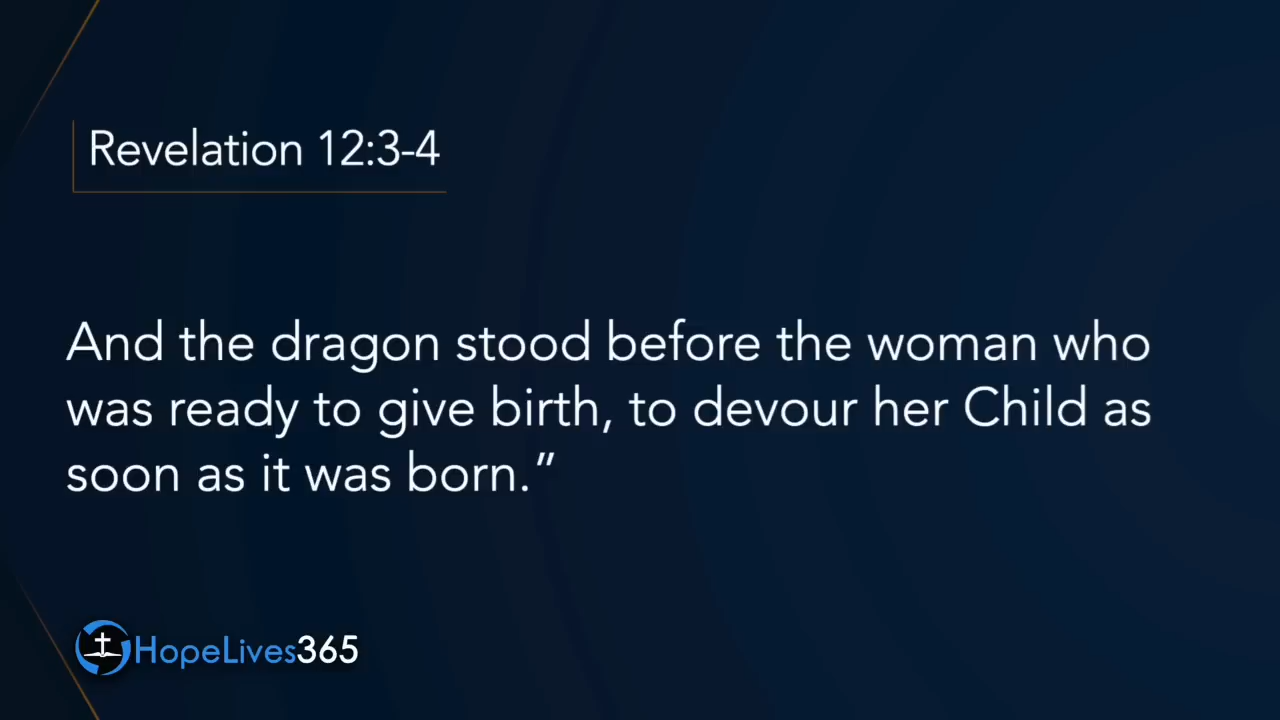 Revelation 12:3-4
And the dragon stood before the woman who
was ready to give birth, to devour her Child as
soon as it was born.”
HopeLives365